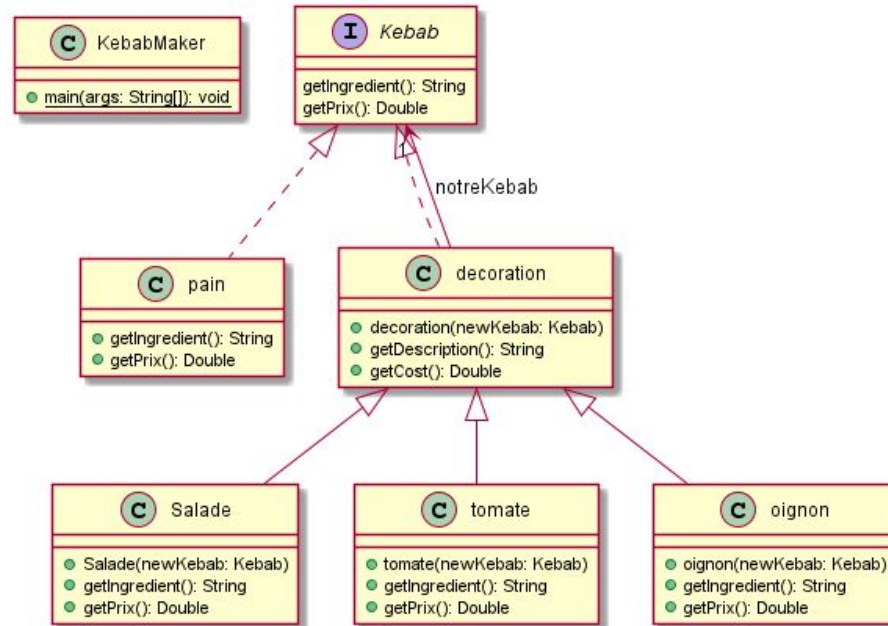 C KebabMaker
main(args: String[]): void
I Kebab
getIngredient(): String
getPrix(): Double
1
notreKebab
C pain
getIngredient(): String
getPrix(): Double
C decoration
decoration(newKebab: Kebab)
getDescription(): String
getCost(): Double
C Salade
Salade(newKebab: Kebab)
getIngredient(): String
getPrix(): Double
C tomate
tomate(newKebab: Kebab)
getIngredient(): String
getPrix(): Double
C oignon
oignon(newKebab: Kebab)
getIngredient(): String
getPrix(): Double